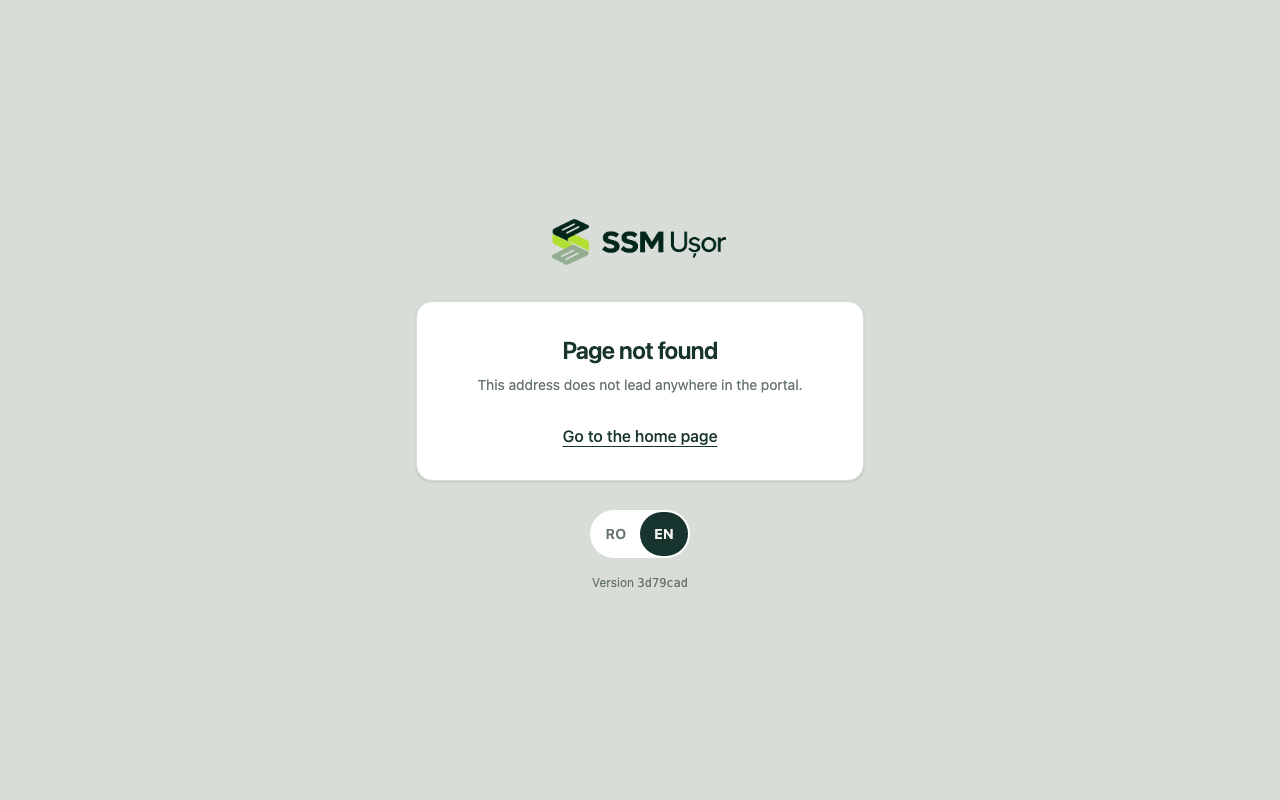 SSM Ușor
Page not found
This address does not lead anywhere in the portal.
Go to the home page
RO EN
Version 3d79cad